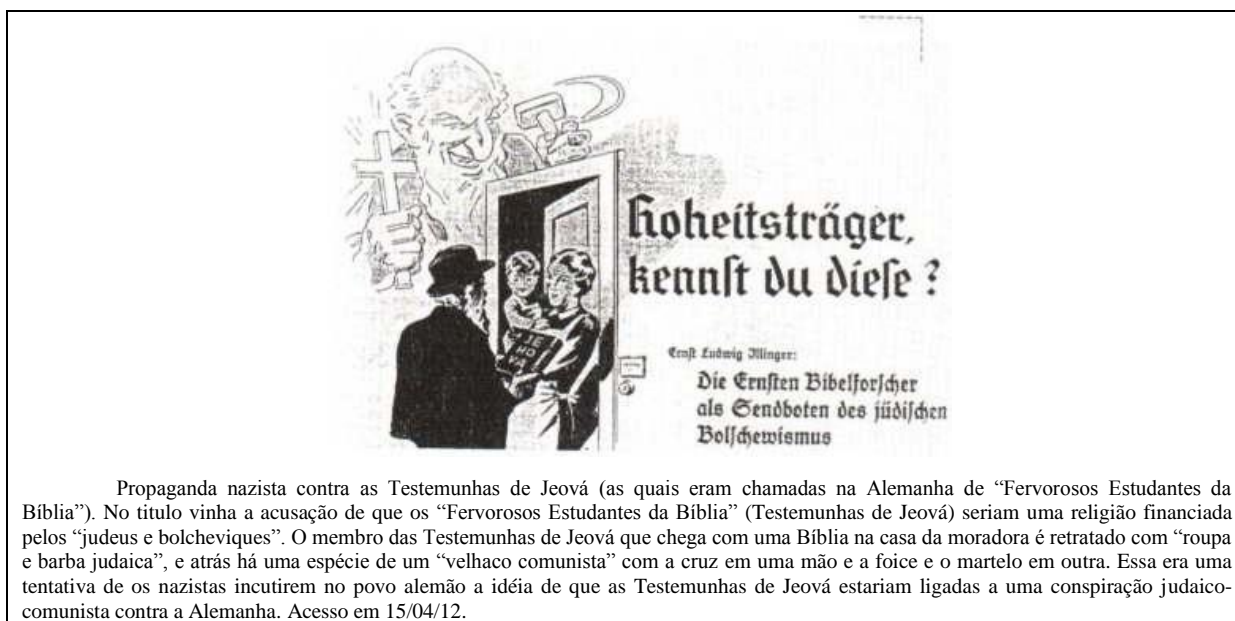 JE
HO
VA
Hoheitsträger,
kennst du diese ?
Ernst Ludwig Illinger:
Die Ernsten Bibelforscher
als Sendboten des jüdischen
Bolschewismus
Propaganda nazista contra as Testemunhas de Jeová (as quais eram chamadas na Alemanha de “Fervorosos Estudantes da
Bíblia”). No titulo vinha a acusação de que os “Fervorosos Estudantes da Bíblia” (Testemunhas de Jeová) seriam uma religião financiada
pelos “judeus e bolcheviques”. O membro das Testemunhas de Jeová que chega com uma Bíblia na casa da moradora é retratado com “roupa
e barba judaica”, e atrás há uma espécie de um “velhaco comunista” com a cruz em uma mão e a foice e o martelo em outra. Essa era uma
tentativa de os nazistas incutirem no povo alemão a idéia de que as Testemunhas de Jeová estariam ligadas a uma conspiração judaico-
comunista contra a Alemanha. Acesso em 15/04/12.